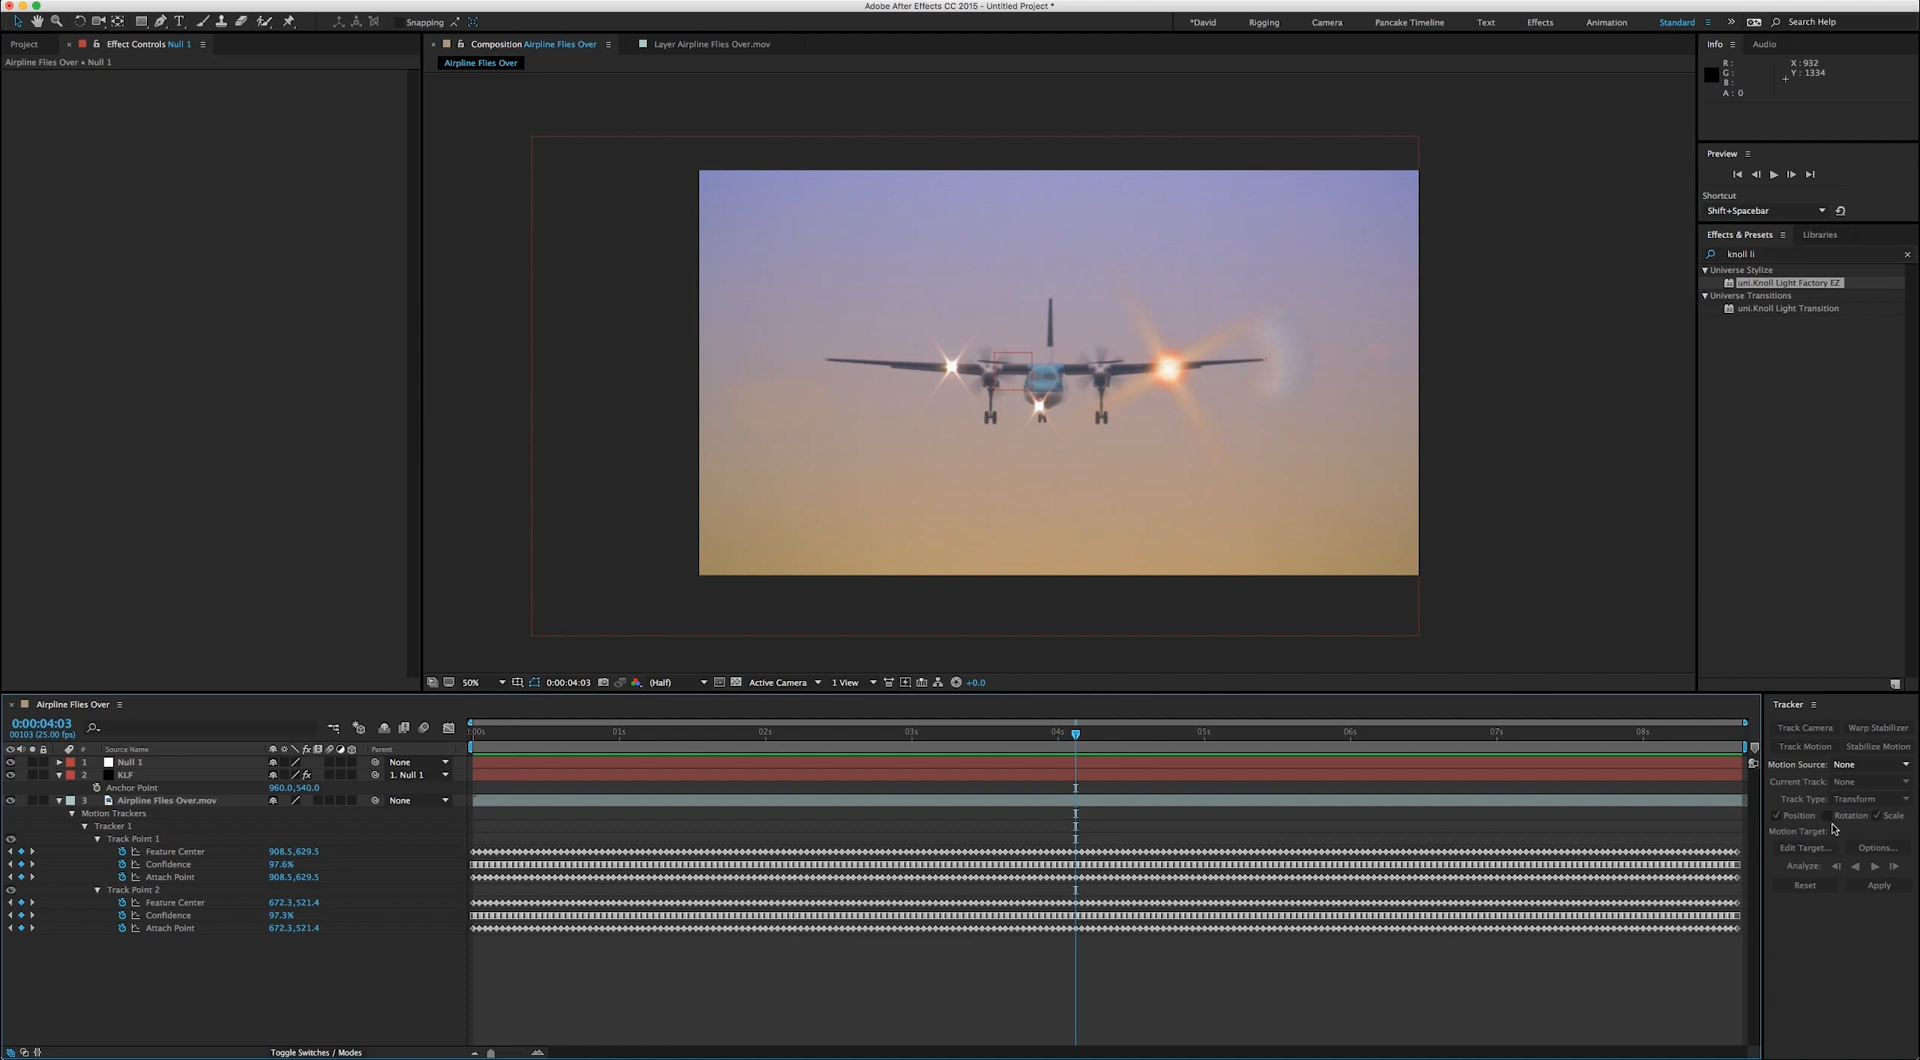 Adobe After Effects CC 2015 - Untitled Project *
Snapping
*David
Rigging
Camera
Pancake Timeline
Text
Effects
Animation
Standard
Search Help
Project
Effect Controls Null 1
Airpline Flies Over • Null 1
Composition Airpline Flies Over
Layer Airpline Flies Over.mov
Airpline Flies Over
Info
Audio
R :
G :
B :
A : 0
X : 932
Y : 1334
Preview
Shortcut
Shift+Spacebar
Effects & Presets
Libraries
knoll li
Universe Stylize
uni.Knoll Light Factory EZ
Universe Transitions
uni.Knoll Light Transition
50%
0:00:04:03
(Half)
Active Camera
1 View
+0.0
Airpline Flies Over
0:00:04:03
00103 (25.00 fps)
:00s
01s
02s
03s
04s
05s
06s
07s
08s
#
Source Name
fx
Parent
1
Null 1
None
2
KLF
fx
1. Null 1
Anchor Point
960.0,540.0
3
Airpline Flies Over.mov
None
Motion Trackers
Tracker 1
Track Point 1
Feature Center
908.5,629.5
Confidence
97.6%
Attach Point
908.5,629.5
Track Point 2
Feature Center
672.3,521.4
Confidence
97.3%
Attach Point
672.3,521.4
Toggle Switches / Modes
Tracker
Track Camera
Warp Stabilizer
Track Motion
Stabilize Motion
Motion Source: None
Current Track: None
Track Type: Transform
Position
Rotation
Scale
Motion Target:
Edit Target...
Options...
Analyze:
Reset
Apply